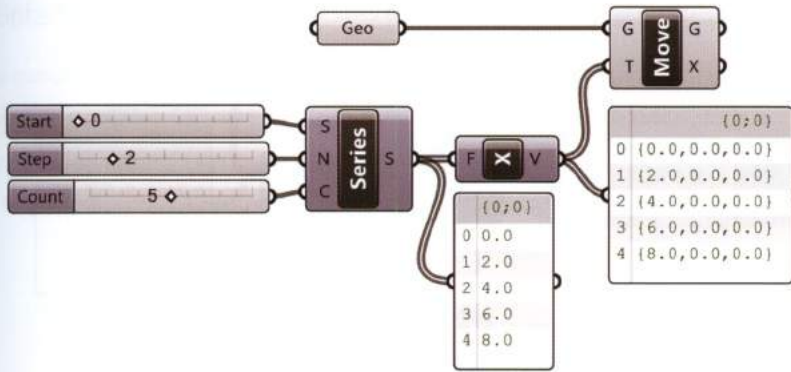 Geo
G G
Move
T X
Start 0
Step 2
Count 5
S
N S
C
Series
F X V
{0;0}
0 {0.0,0.0,0.0}
1 {2.0,0.0,0.0}
2 {4.0,0.0,0.0}
3 {6.0,0.0,0.0}
4 {8.0,0.0,0.0}
{0;0}
0 0.0
1 2.0
2 4.0
3 6.0
4 8.0